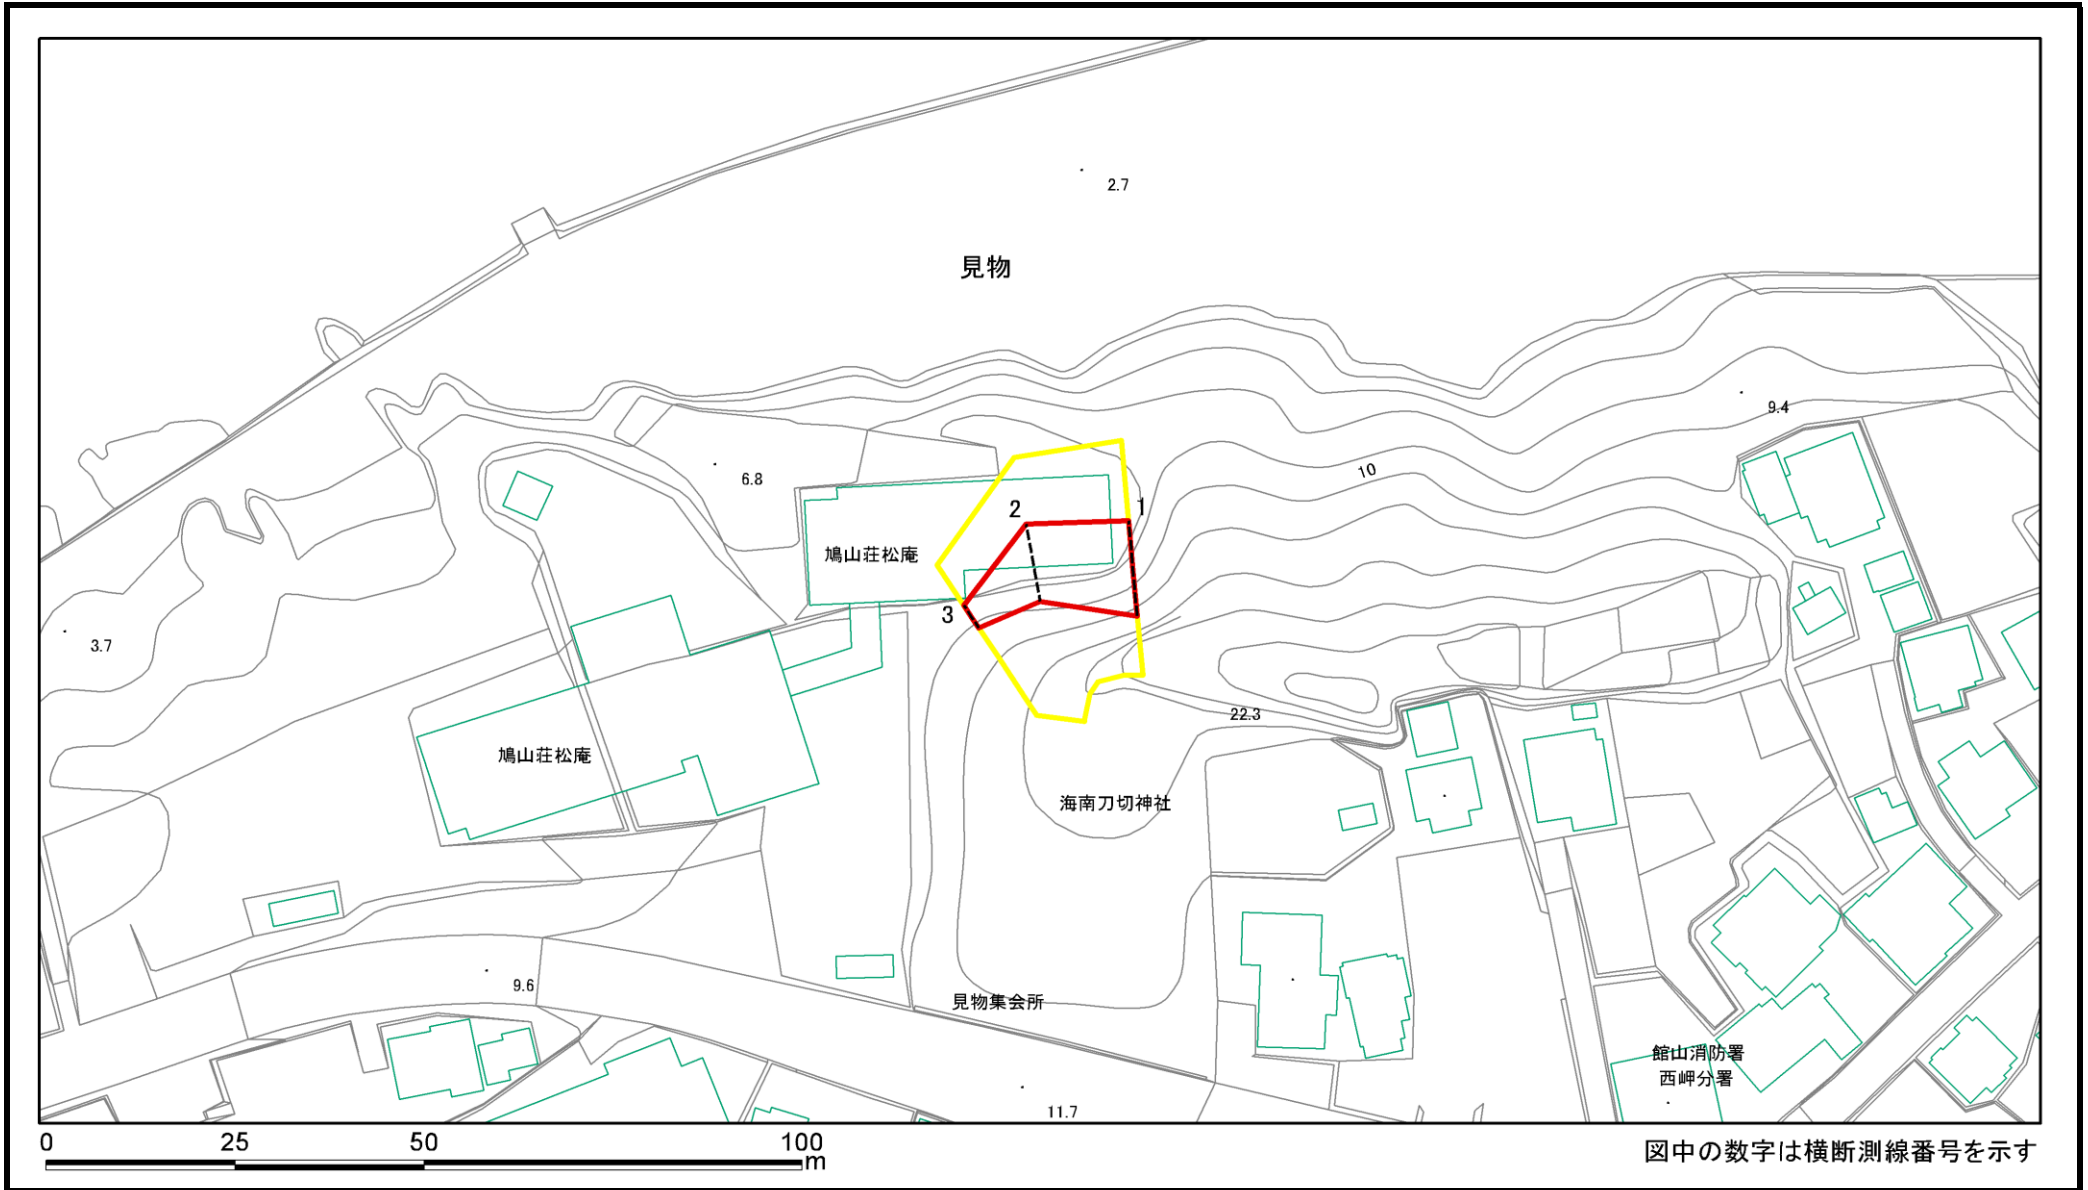 2.7
見物
9.4
10
6.8
2
1
鳩山荘松庵
3
3.7
22.3
鳩山荘松庵
海南刀切神社
9.6
見物集会所
館山消防署
西岬分署
11.7
0 25 50 100
m
図中の数字は横断測線番号を示す